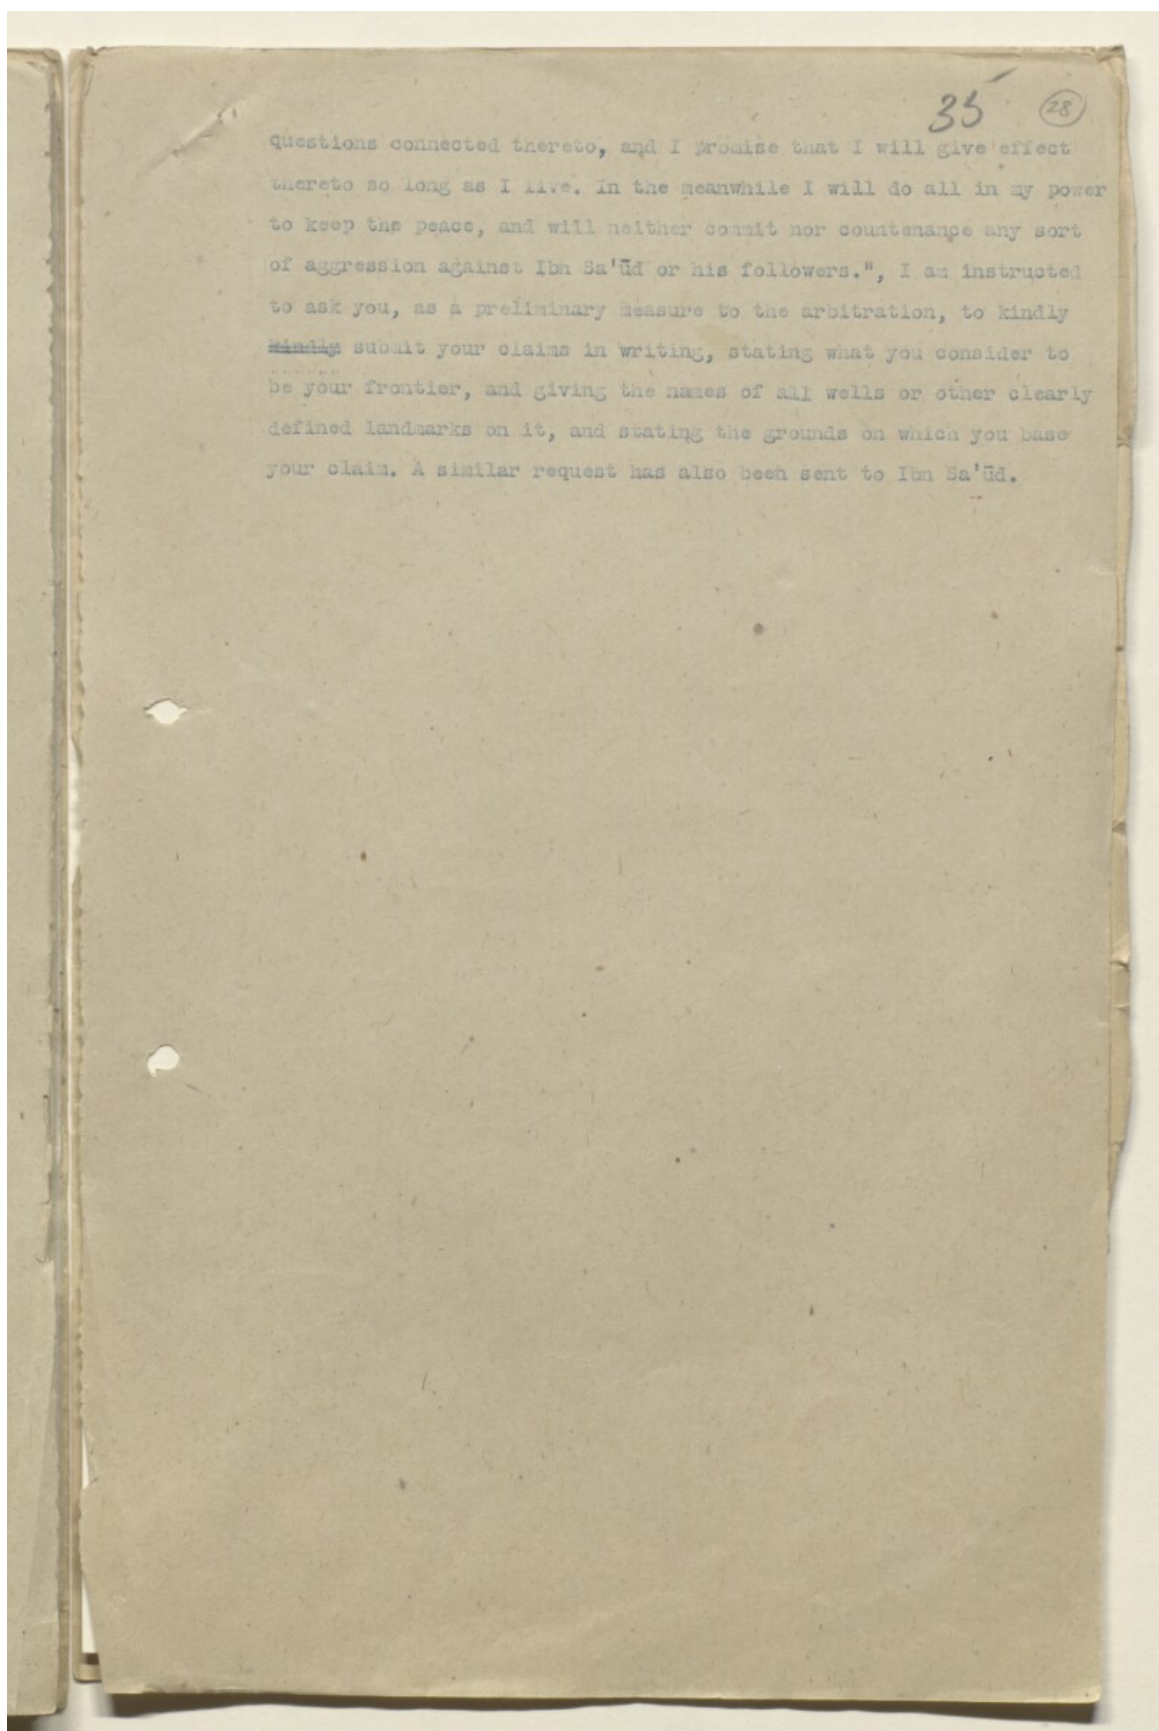 35
28
questions connected thereto, and I promise that I will give effect
thereto so long as I live. In the meanwhile I will do all in my power
to keep the peace, and will neither commit nor countenance any sort
of aggression against Ibn Sa'ūd or his followers.", I am instructed
to ask you, as a preliminary measure to the arbitration, to kindly
kindly submit your claims in writing, stating what you consider to
be your frontier, and giving the names of all wells or other clearly
defined landmarks on it, and stating the grounds on which you base
your claim. A similar request has also been sent to Ibn Sa'ūd.